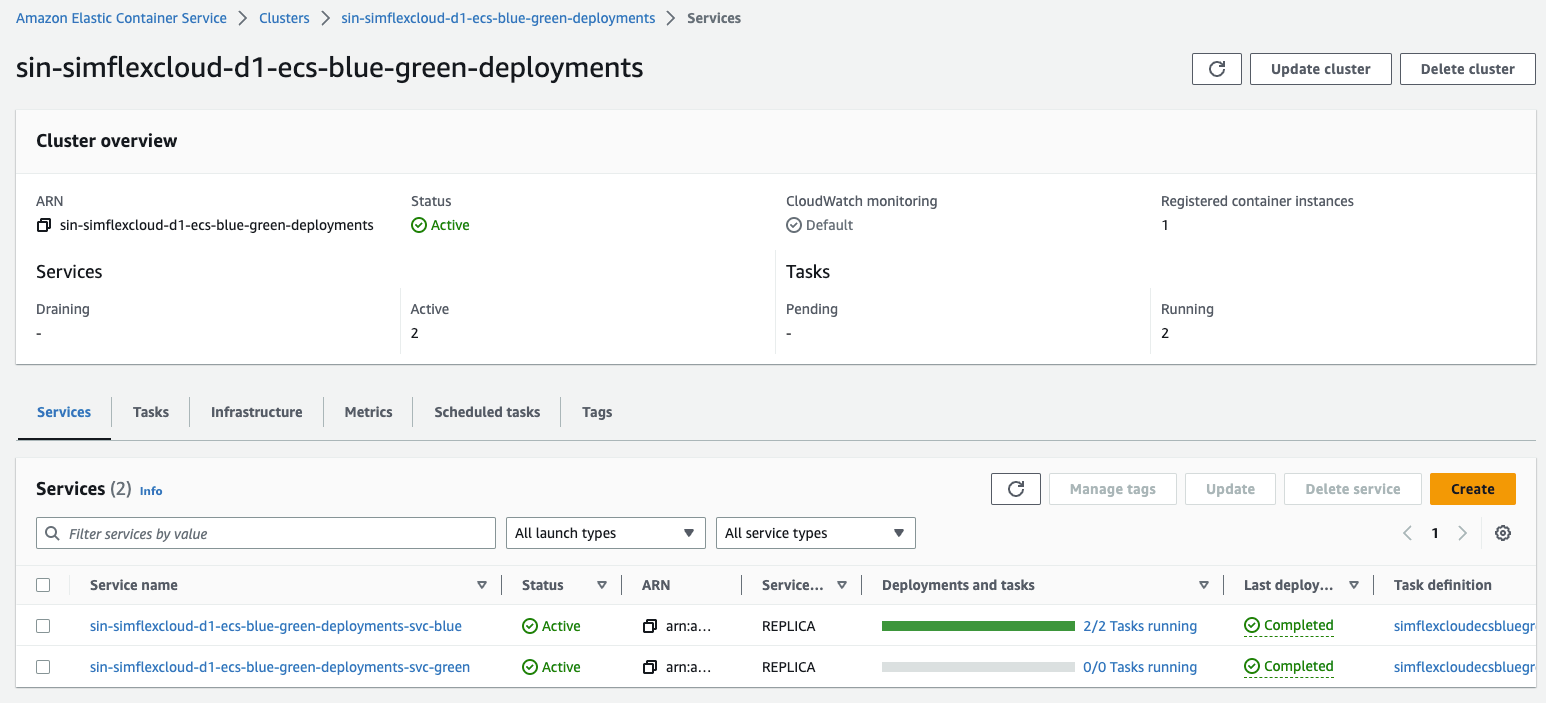 Amazon Elastic Container Service > Clusters > sin-simflexcloud-d1-ecs-blue-green-deployments > Services
sin-simflexcloud-d1-ecs-blue-green-deployments
Update cluster Delete cluster
Cluster overview
ARN Status CloudWatch monitoring Registered container instances
sin-simflexcloud-d1-ecs-blue-green-deployments Active Default 1
Services Tasks
Draining Active Pending Running
- 2 - 2
Services Tasks Infrastructure Metrics Scheduled tasks Tags
Services (2) Info Manage tags Update Delete service Create
Filter services by value All launch types All service types 1
Service name Status ARN Service... Deployments and tasks Last deploy... Task definition
sin-simflexcloud-d1-ecs-blue-green-deployments-svc-blue Active arn:a... REPLICA 2/2 Tasks running Completed simflexcloudecsbluegr
sin-simflexcloud-d1-ecs-blue-green-deployments-svc-green Active arn:a... REPLICA 0/0 Tasks running Completed simflexcloudecsbluegr